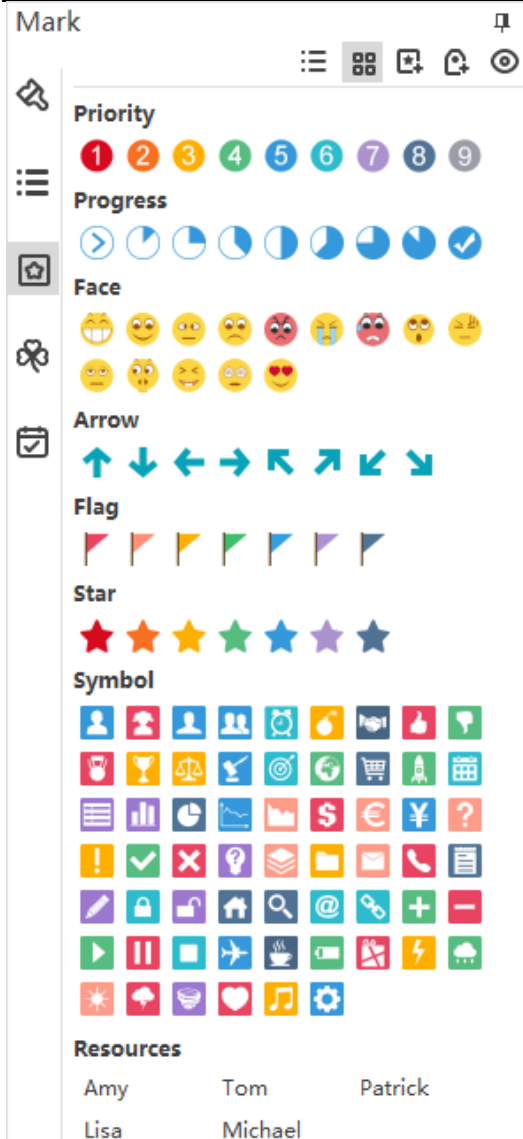 Mark
Priority
1 2 3 4 5 6 7 8 9
Progress
Face
Arrow
Flag
Star
Symbol
$ € ¥ ?
!
@
Resources
Amy Tom Patrick
Lisa Michael